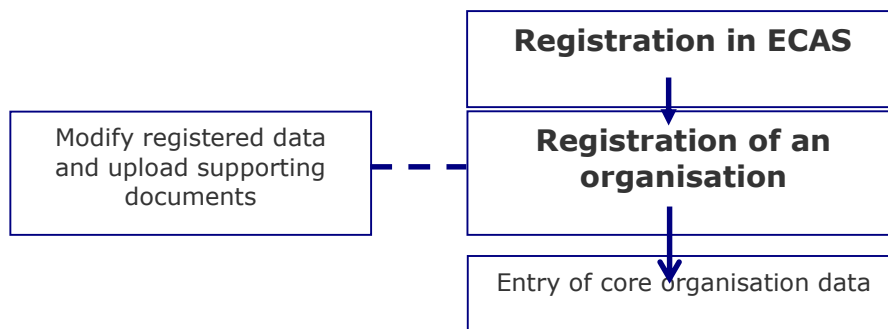 Registration in ECAS
Modify registered data
and upload supporting
documents
Registration of an
organisation
Entry of core organisation data